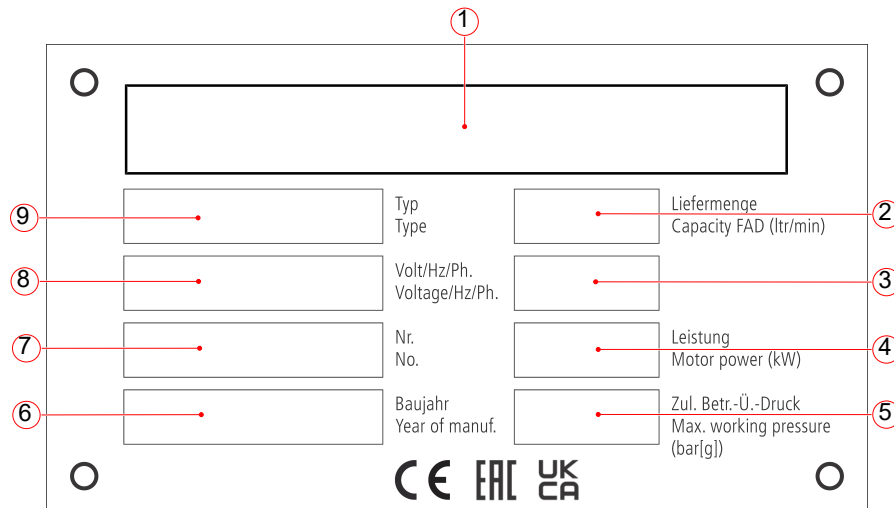 1
9
Typ
Type
2
Liefermenge
Capacity FAD (ltr/min)
8
Volt/Hz/Ph.
Voltage/Hz/Ph.
3
7
Nr.
No.
4
Leistung
Motor power (kW)
6
Baujahr
Year of manuf.
5
Zul. Betr.-Ü.-Druck
Max. working pressure
(bar[g])
CE EAC UK
CA